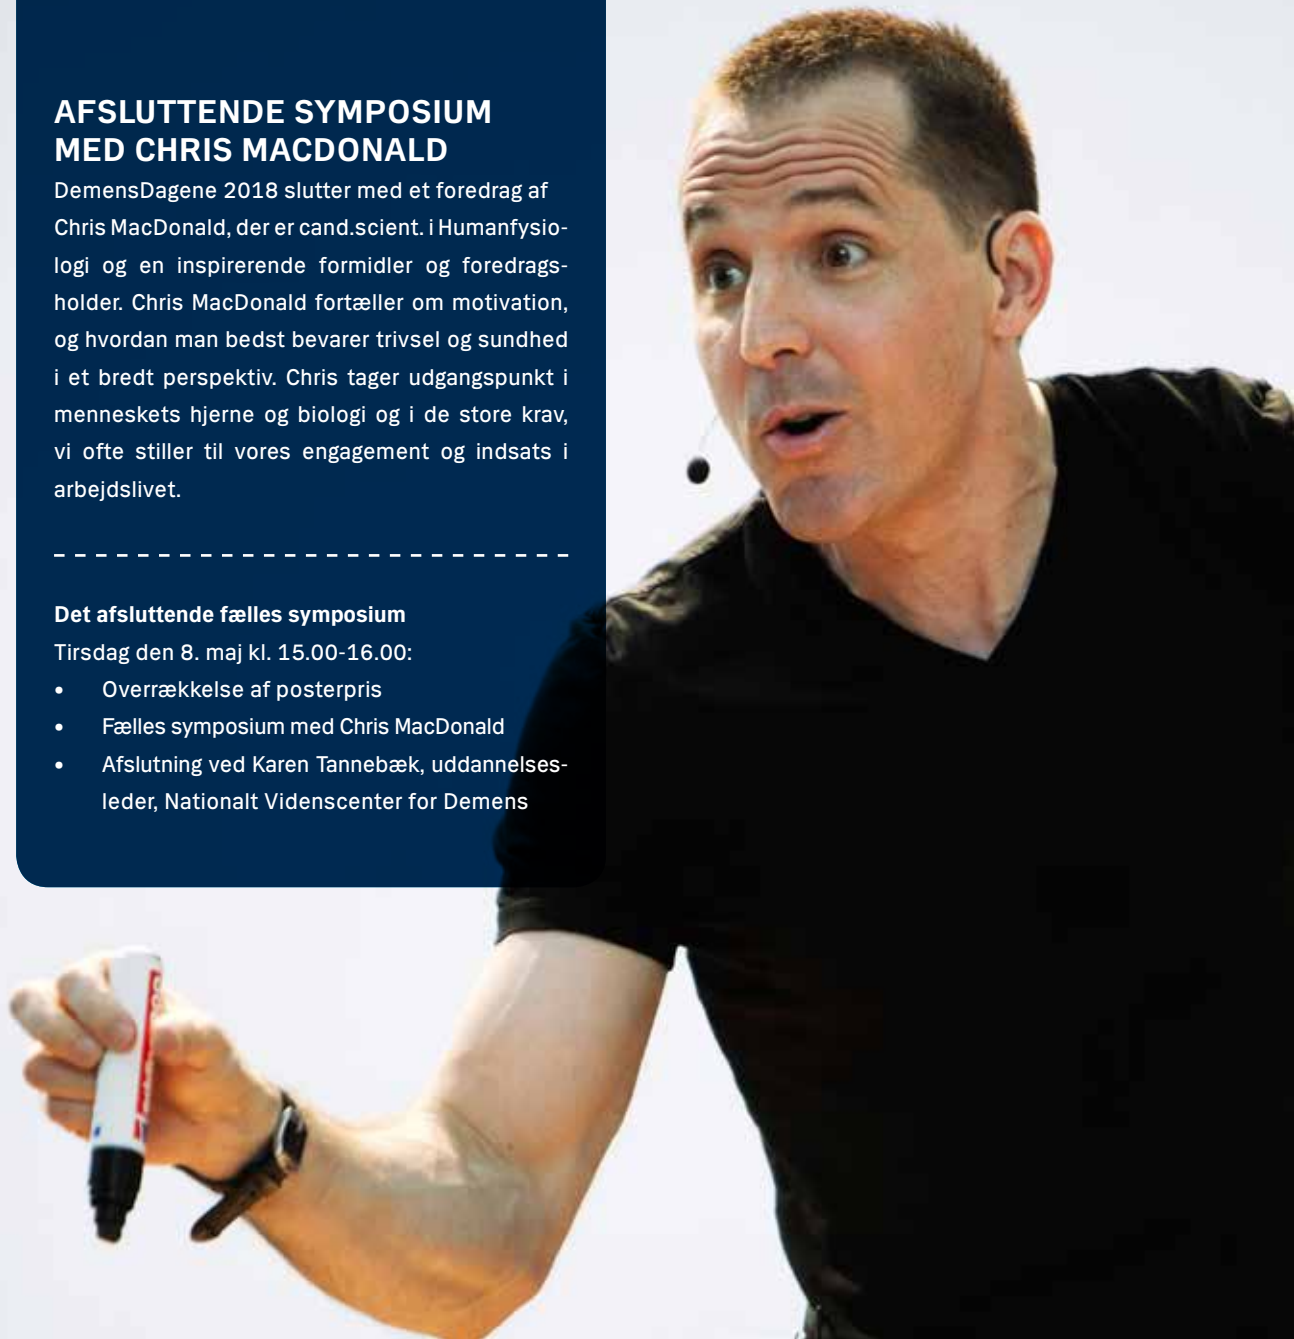 AFSLUTTENDE SYMPOSIUM
MED CHRIS MACDONALD
DemensDagene 2018 slutter med et foredrag af
Chris MacDonald, der er cand.scient. i Humanfysio-
logi og en inspirerende formidler og foredrags-
holder. Chris MacDonald fortæller om motivation,
og hvordan man bedst bevarer trivsel og sundhed
i et bredt perspektiv. Chris tager udgangspunkt i
menneskets hjerne og biologi og i de store krav,
vi ofte stiller til vores engagement og indsats i
arbejdslivet.
Det afsluttende fælles symposium
Tirsdag den 8. maj kl. 15.00-16.00:
• Overrækkelse af posterpris
• Fælles symposium med Chris MacDonald
• Afslutning ved Karen Tannebæk, uddannelses-
leder, Nationalt Videnscenter for Demens